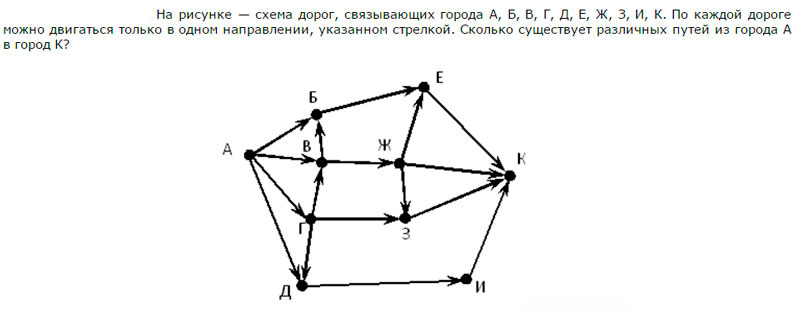 На рисунке — схема дорог, связывающих города А, Б, В, Г, Д, Е, Ж, З, И, К. По каждой дороге
можно двигаться только в одном направлении, указанном стрелкой. Сколько существует различных путей из города А
в город К?
Е
Б
А
В
Ж
К
Г
З
Д
И